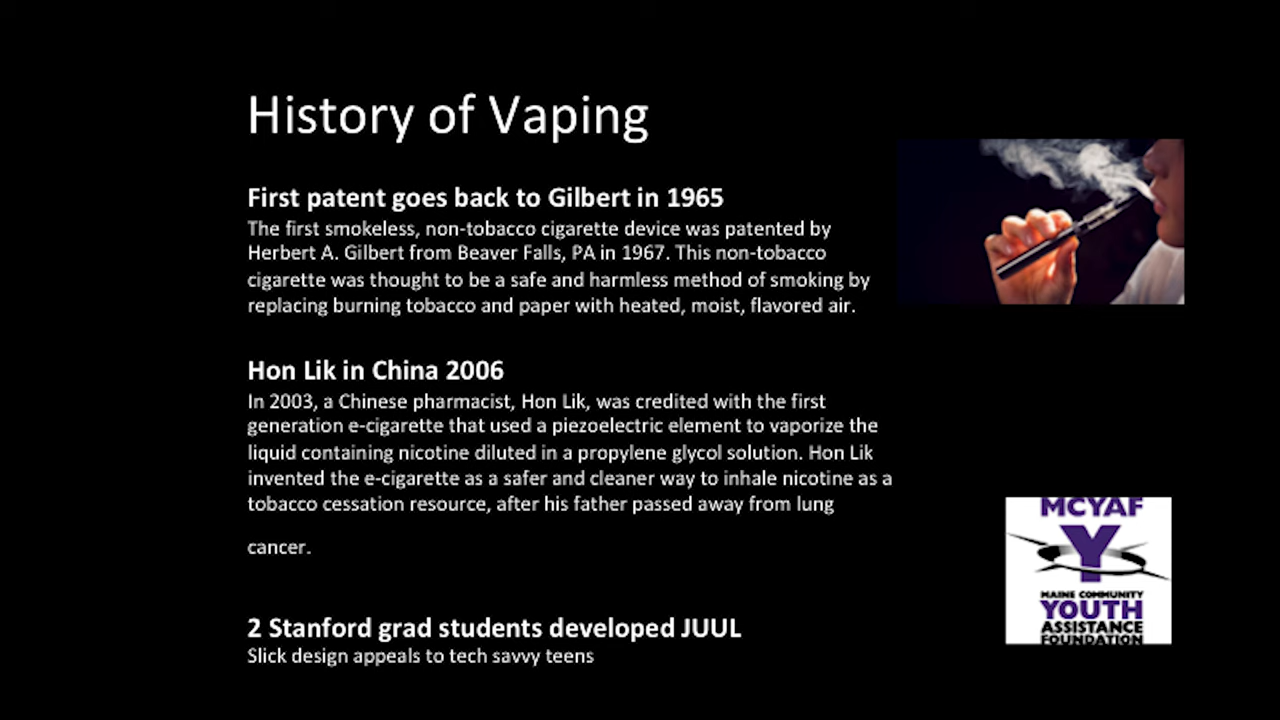 History of Vaping
First patent goes back to Gilbert in 1965
The first smokeless, non-tobacco cigarette device was patented by
Herbert A. Gilbert from Beaver Falls, PA in 1967. This non-tobacco
cigarette was thought to be a safe and harmless method of smoking by
replacing burning tobacco and paper with heated, moist, flavored air.
Hon Lik in China 2006
In 2003, a Chinese pharmacist, Hon Lik, was credited with the first
generation e-cigarette that used a piezoelectric element to vaporize the
liquid containing nicotine diluted in a propylene glycol solution. Hon Lik
invented the e-cigarette as a safer and cleaner way to inhale nicotine as a
tobacco cessation resource, after his father passed away from lung
cancer.
2 Stanford grad students developed JUUL
Slick design appeals to tech savvy teens
MCYAF
Y
MAINE COMMUNITY
YOUTH
ASSISTANCE
FOUNDATION